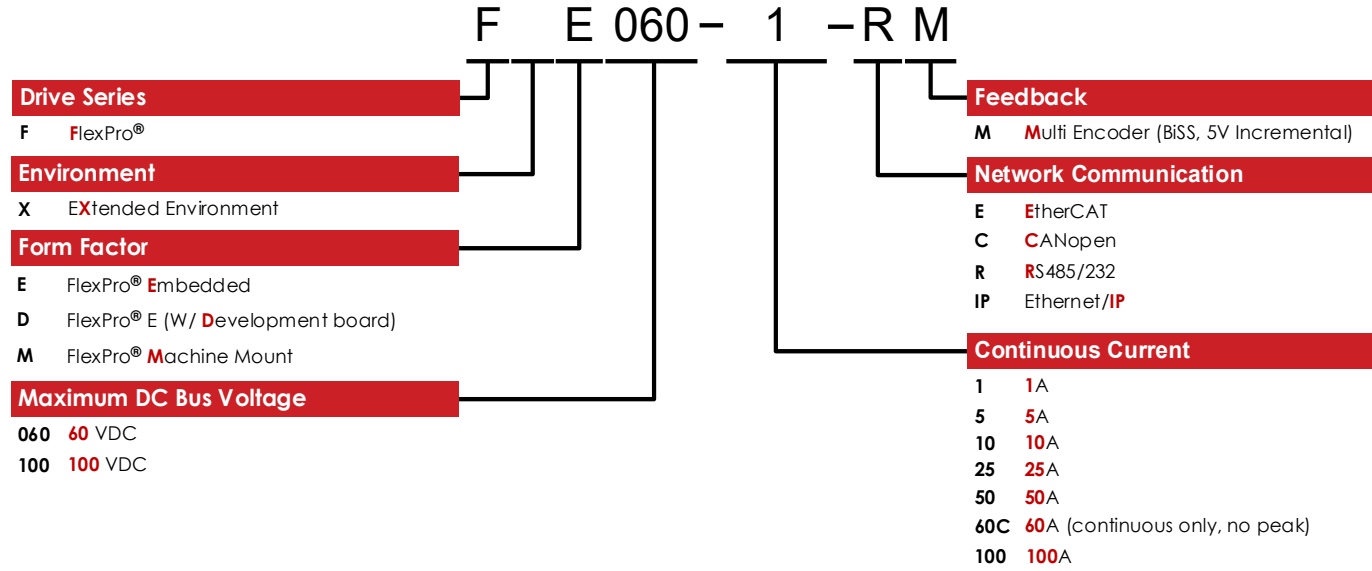 F E 060 – 1 – R M
Drive Series
F FlexPro®
Environment
X EXtended Environment
Form Factor
E FlexPro® Embedded
D FlexPro® E (W/ Development board)
M FlexPro® Machine Mount
Maximum DC Bus Voltage
060 60 VDC
100 100 VDC
Feedback
M Multi Encoder (BiSS, 5V Incremental)
Network Communication
E EtherCAT
C CANopen
R RS485/232
IP Ethernet/IP
Continuous Current
1 1A
5 5A
10 10A
25 25A
50 50A
60C 60A (continuous only, no peak)
100 100A